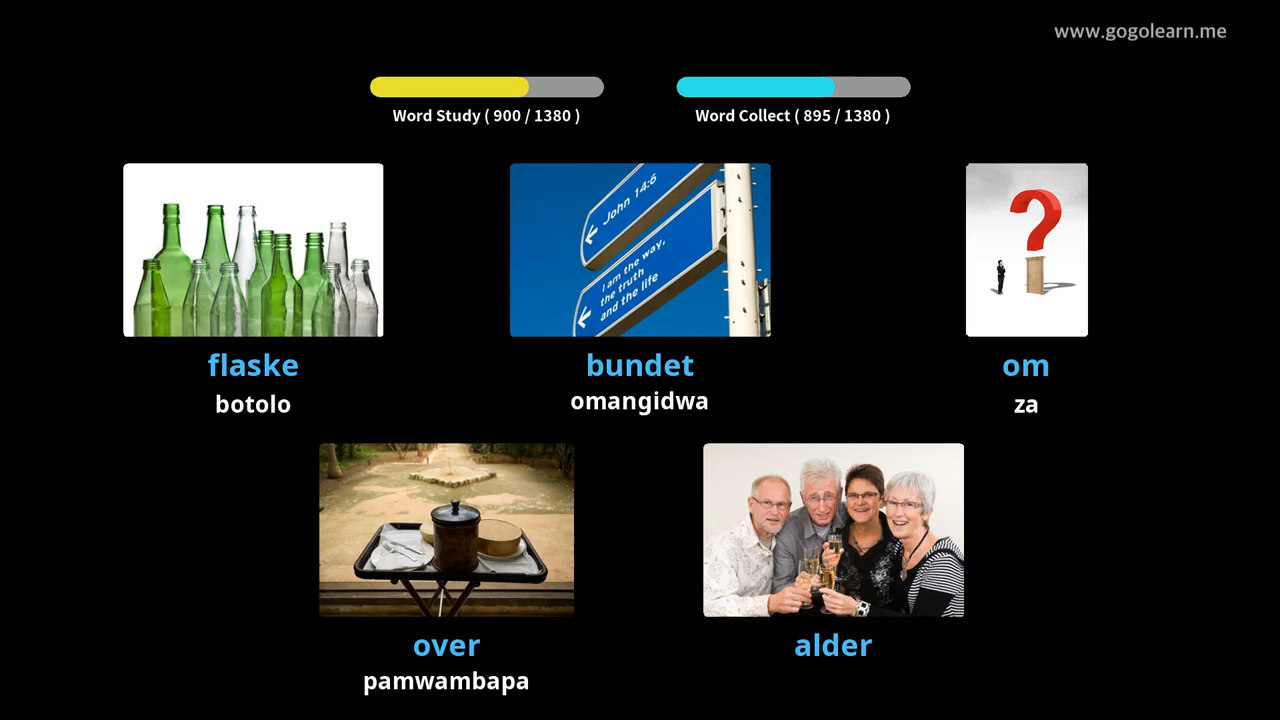 www.gogolearn.me
Word Study ( 900 / 1380 )
Word Collect ( 895 / 1380 )
John 14:6
I am the way,
the truth
and the life
flaske
botolo
bundet
omangidwa
om
za
over
pamwambapa
alder